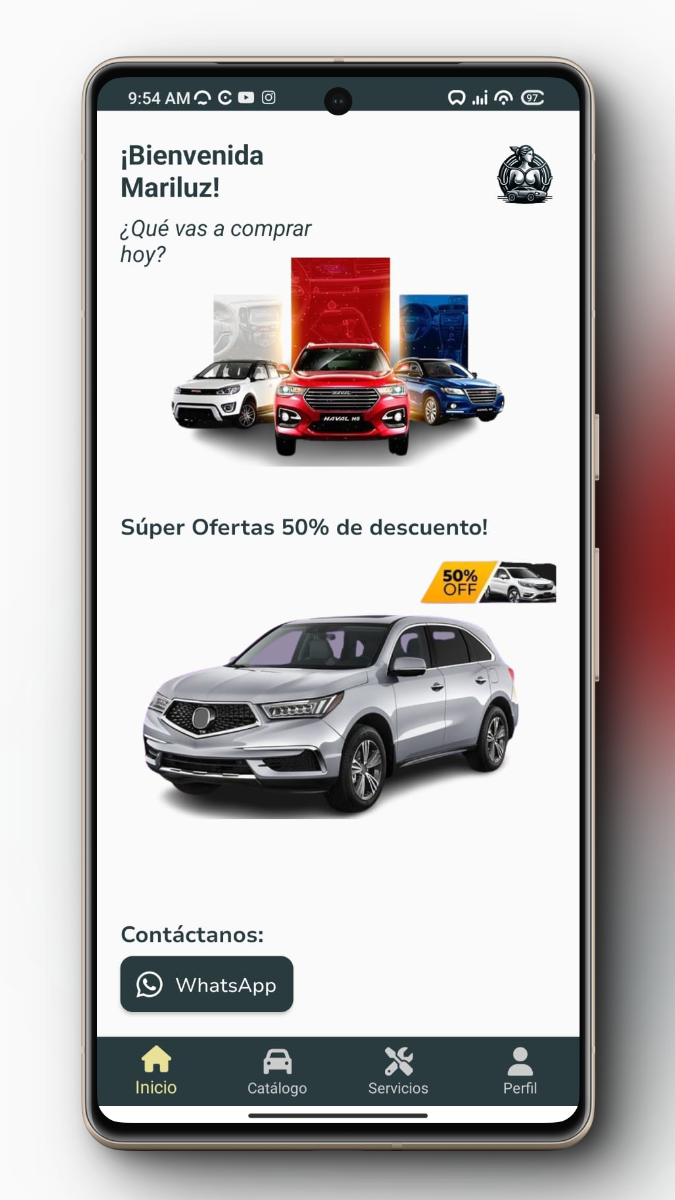 9:54 AM
97
¡Bienvenida
Mariluz!
¿Qué vas a comprar
hoy?
HAVAL
HAVAL H6
Súper Ofertas 50% de descuento!
50%
OFF
Contáctanos:
WhatsApp
Inicio
Catálogo
Servicios
Perfil